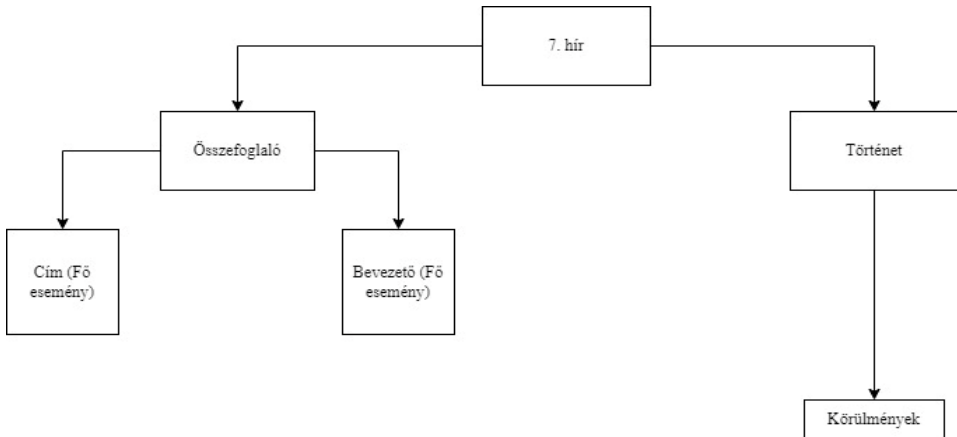 7. hír
Összefoglaló
Történet
Cím (Fő
esemény)
Bevezető (Fő
esemény)
Körülmények